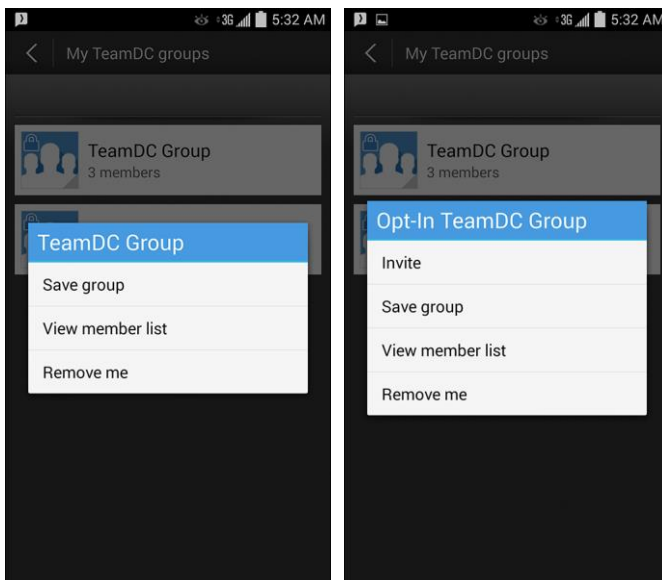 3G 5:32 AM
My TeamDC groups
TeamDC Group
3 members
TeamDC Group
Save group
View member list
Remove me
3G 5:32 AM
My TeamDC groups
TeamDC Group
3 members
Opt-In TeamDC Group
Invite
Save group
View member list
Remove me